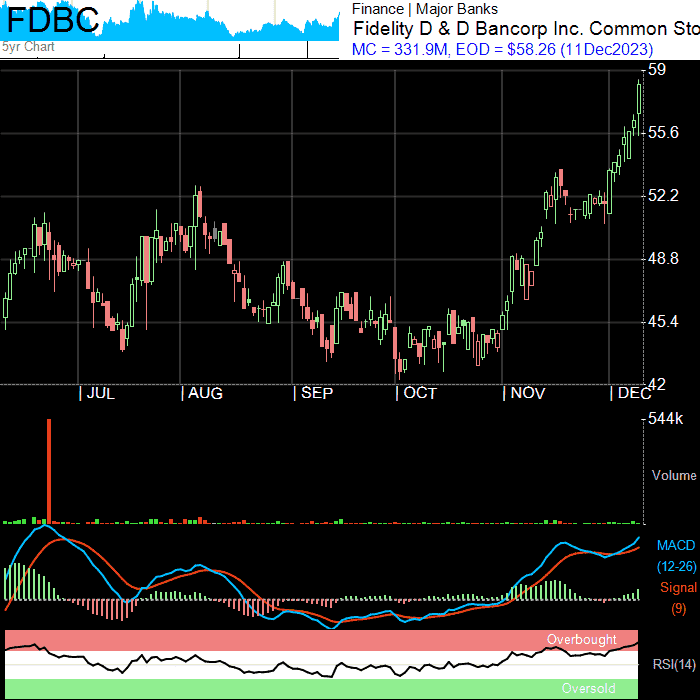 FDBC
5yr Chart
Finance | Major Banks
Fidelity D & D Bancorp Inc. Common Sto
MC = 331.9M, EOD = $58.26 (11Dec2023)
59
55.6
52.2
48.8
45.4
42
| JUL | AUG | SEP | OCT | NOV | DEC
544k
Volume
MACD
(12-26)
Signal
(9)
Overbought
RSI(14)
Oversold